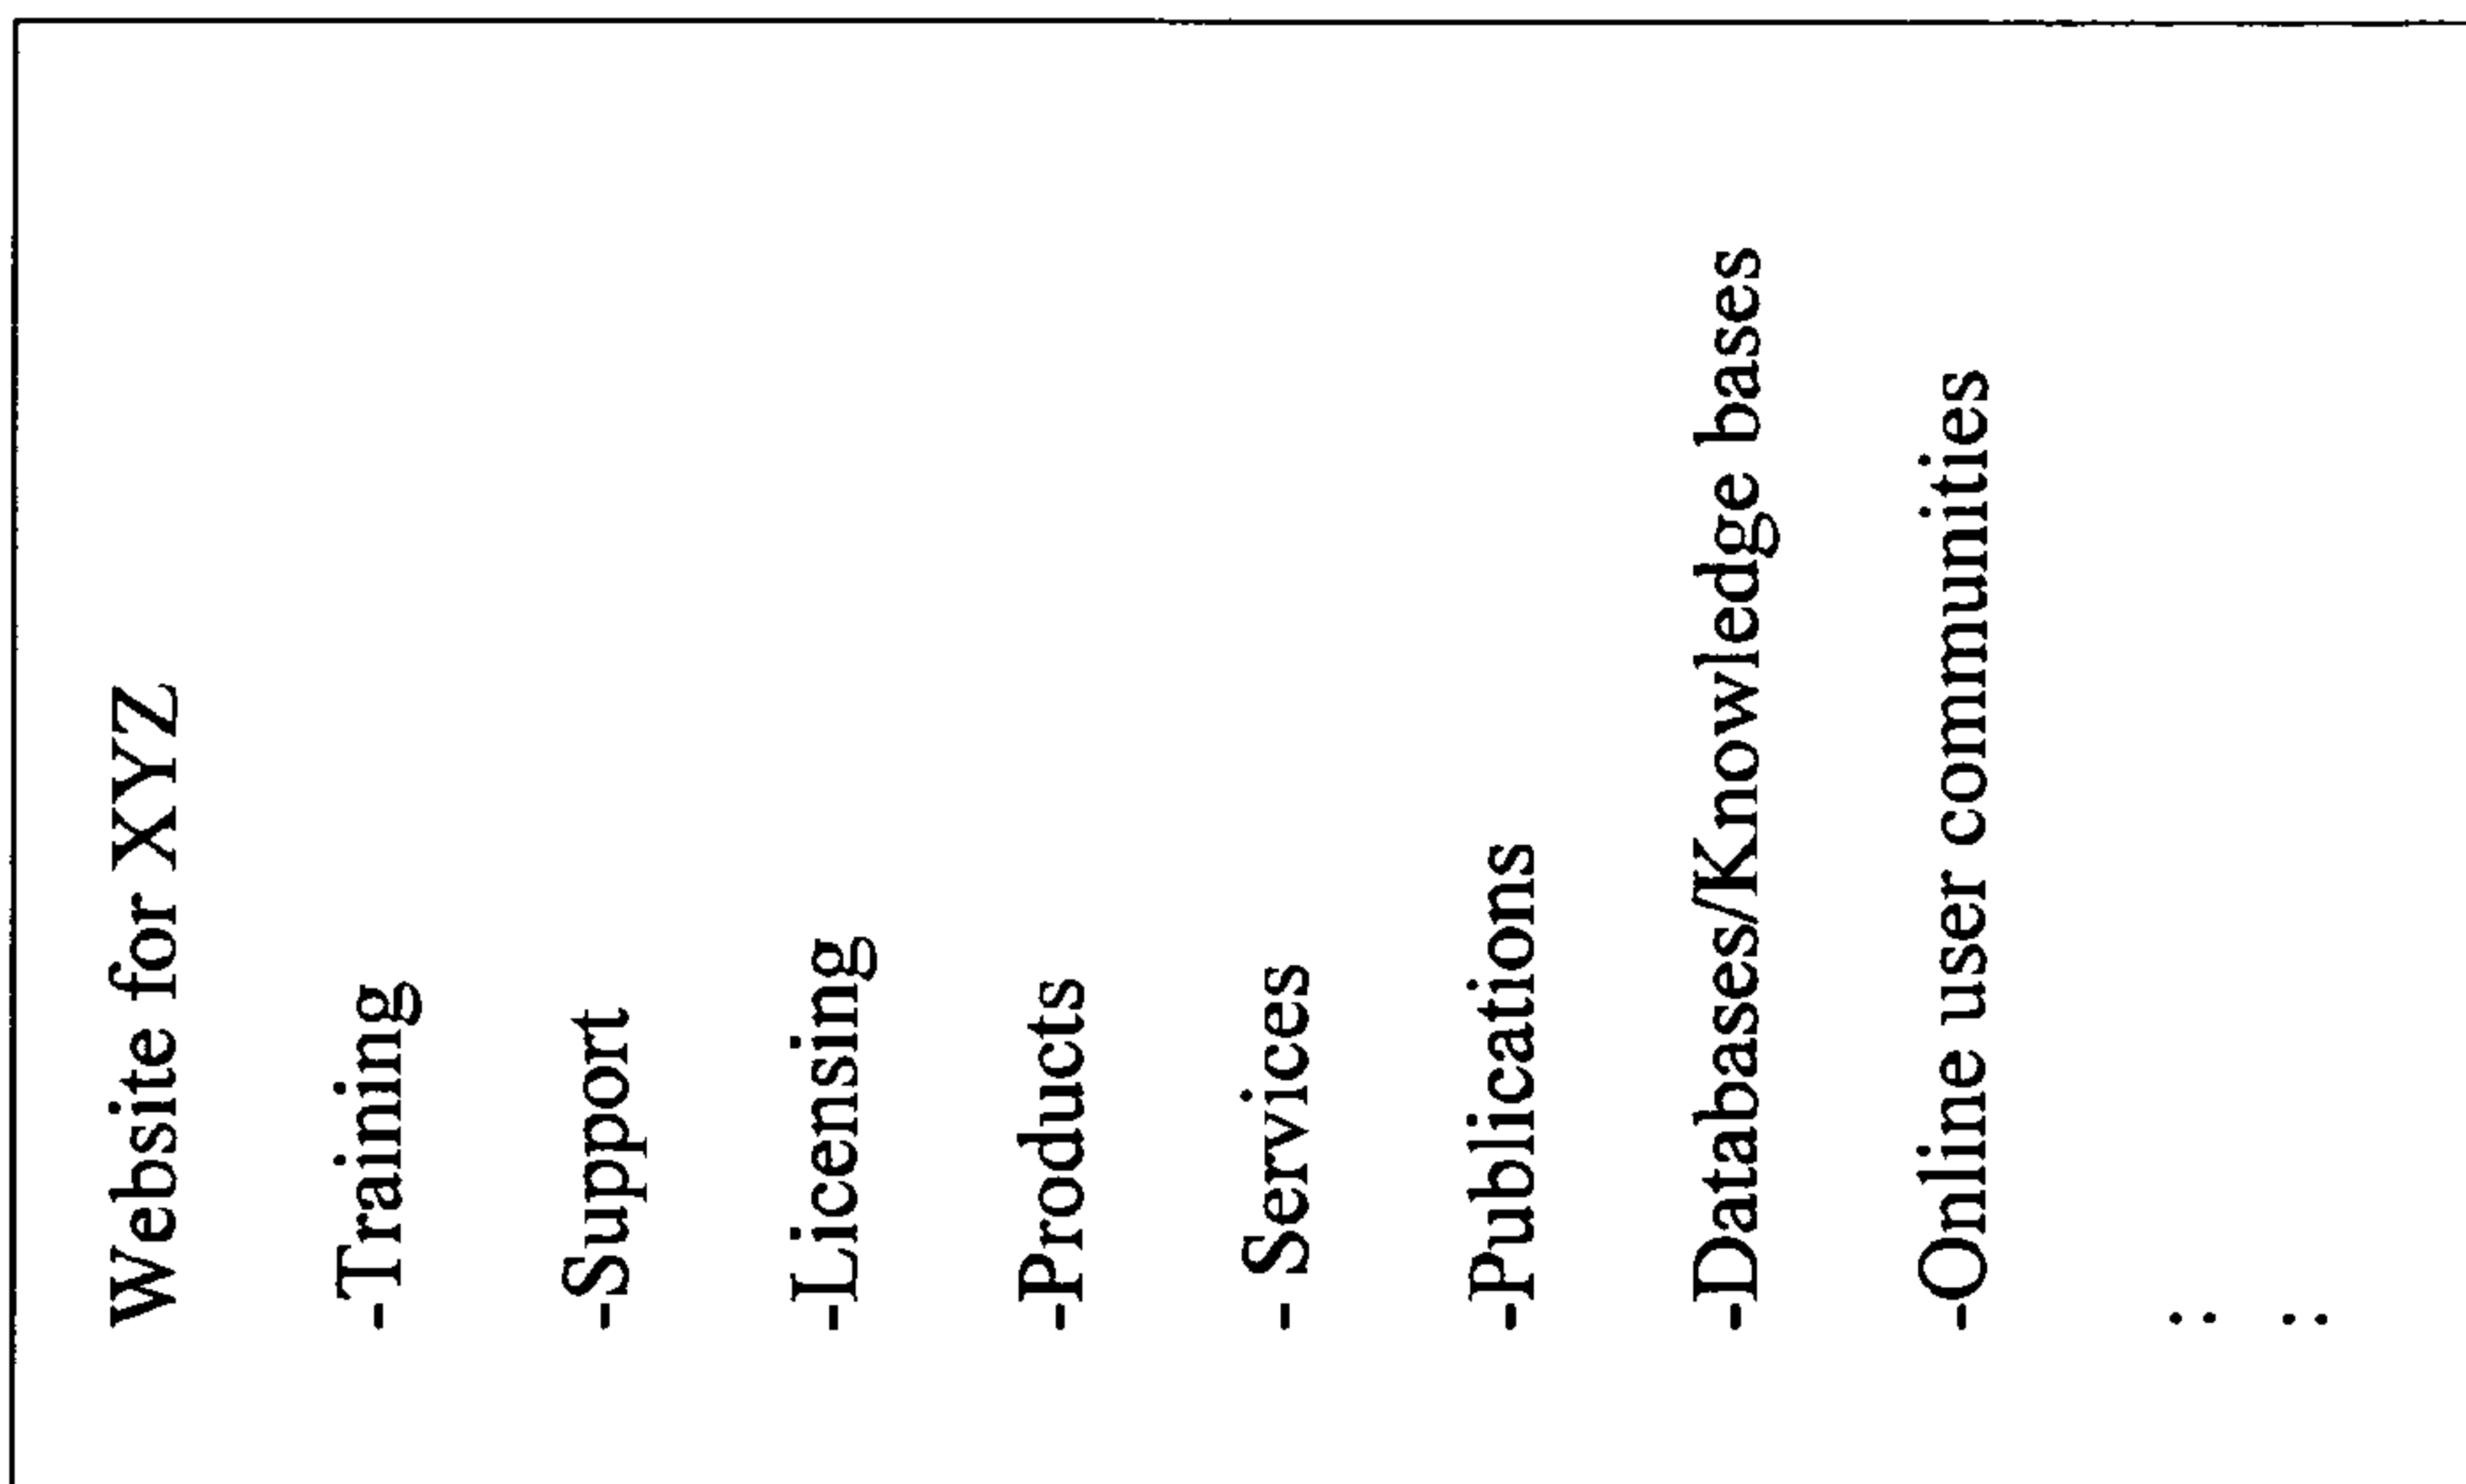 Website for XYZ
-Training
-Support
-Licensing
-Products
- Services
-Publications
-Databases/Knowledge bases
-Online user communities
:
: